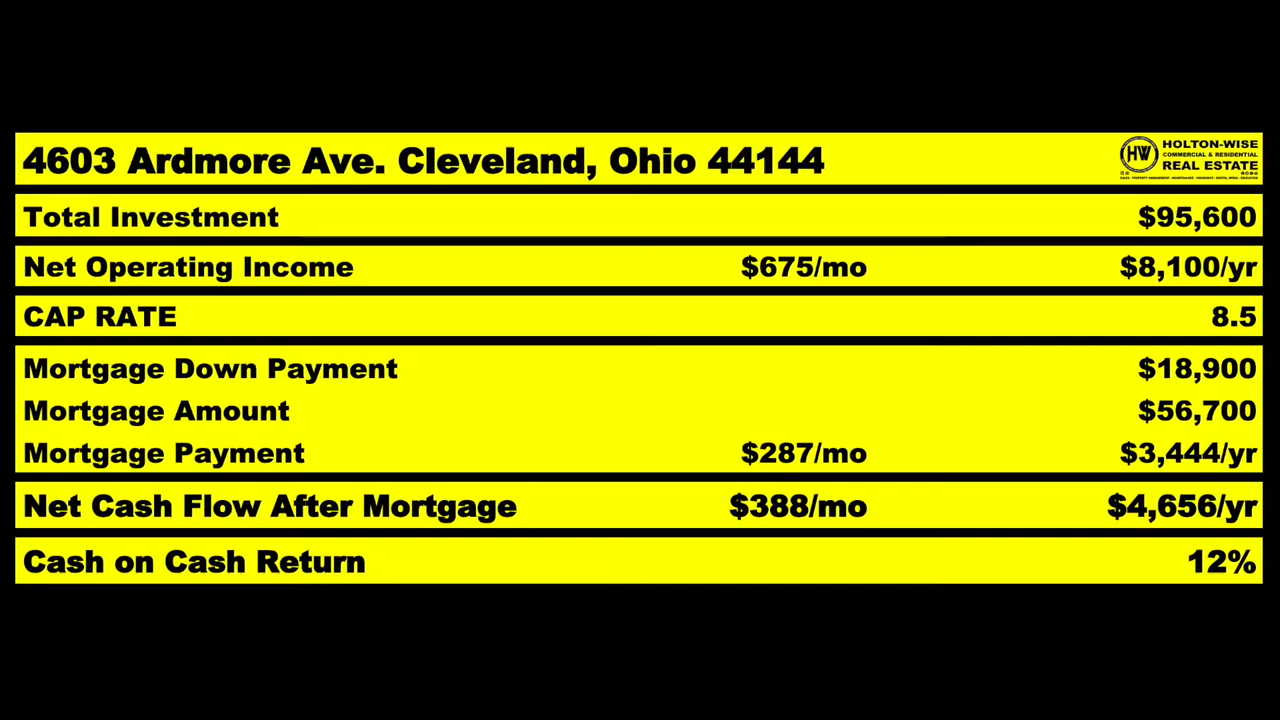 4603 Ardmore Ave. Cleveland, Ohio 44144
HW
HOLTON-WISE
COMMERCIAL & RESIDENTIAL
REAL ESTATE
Total Investment $95,600
Net Operating Income $675/mo $8,100/yr
CAP RATE 8.5
Mortgage Down Payment $18,900
Mortgage Amount $56,700
Mortgage Payment $287/mo $3,444/yr
Net Cash Flow After Mortgage $388/mo $4,656/yr
Cash on Cash Return 12%